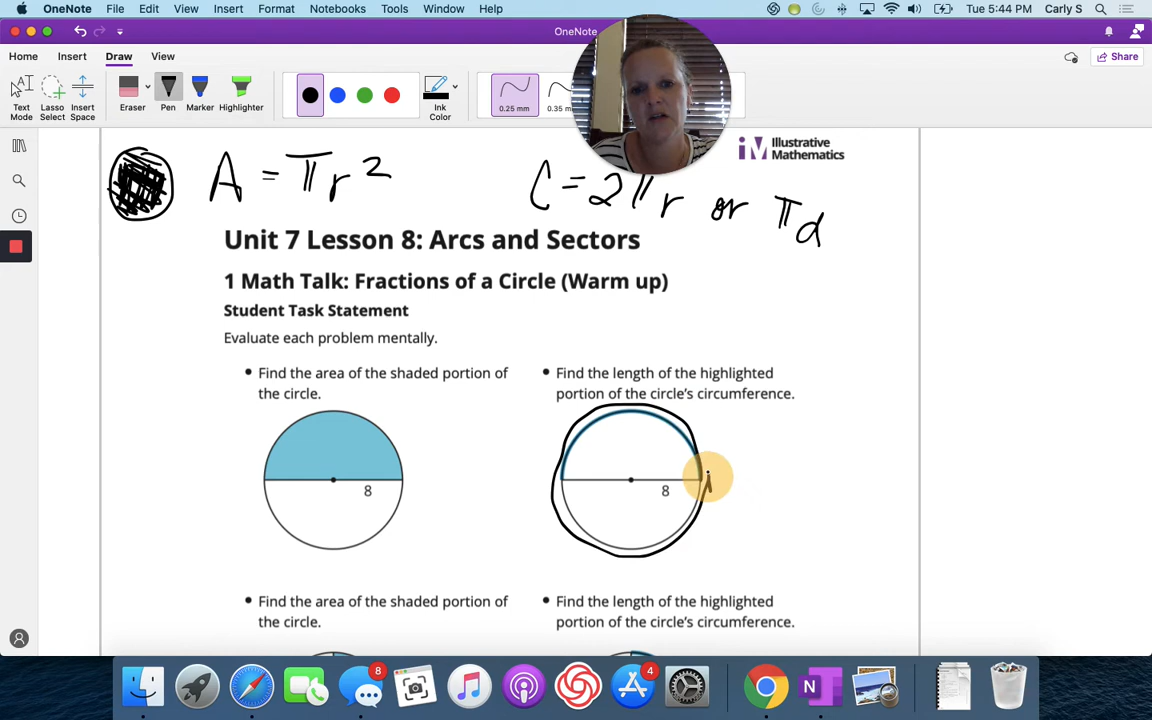 OneNote File Edit View Insert Format Notebooks Tools Window Help Tue 5:44 PM Carly S
OneNote
Home Insert Draw View Share
Text Mode
Lasso Select
Insert Space
Eraser
Pen
Marker
Highlighter
Ink Color
0.25 mm
0.35 m
Illustrative Mathematics
A = πr²
C = 2πr or πd
Unit 7 Lesson 8: Arcs and Sectors
1 Math Talk: Fractions of a Circle (Warm up)
Student Task Statement
Evaluate each problem mentally.
• Find the area of the shaded portion of
the circle.
8
• Find the length of the highlighted
portion of the circle's circumference.
8
• Find the area of the shaded portion of
the circle.
• Find the length of the highlighted
portion of the circle's circumference.
8
4